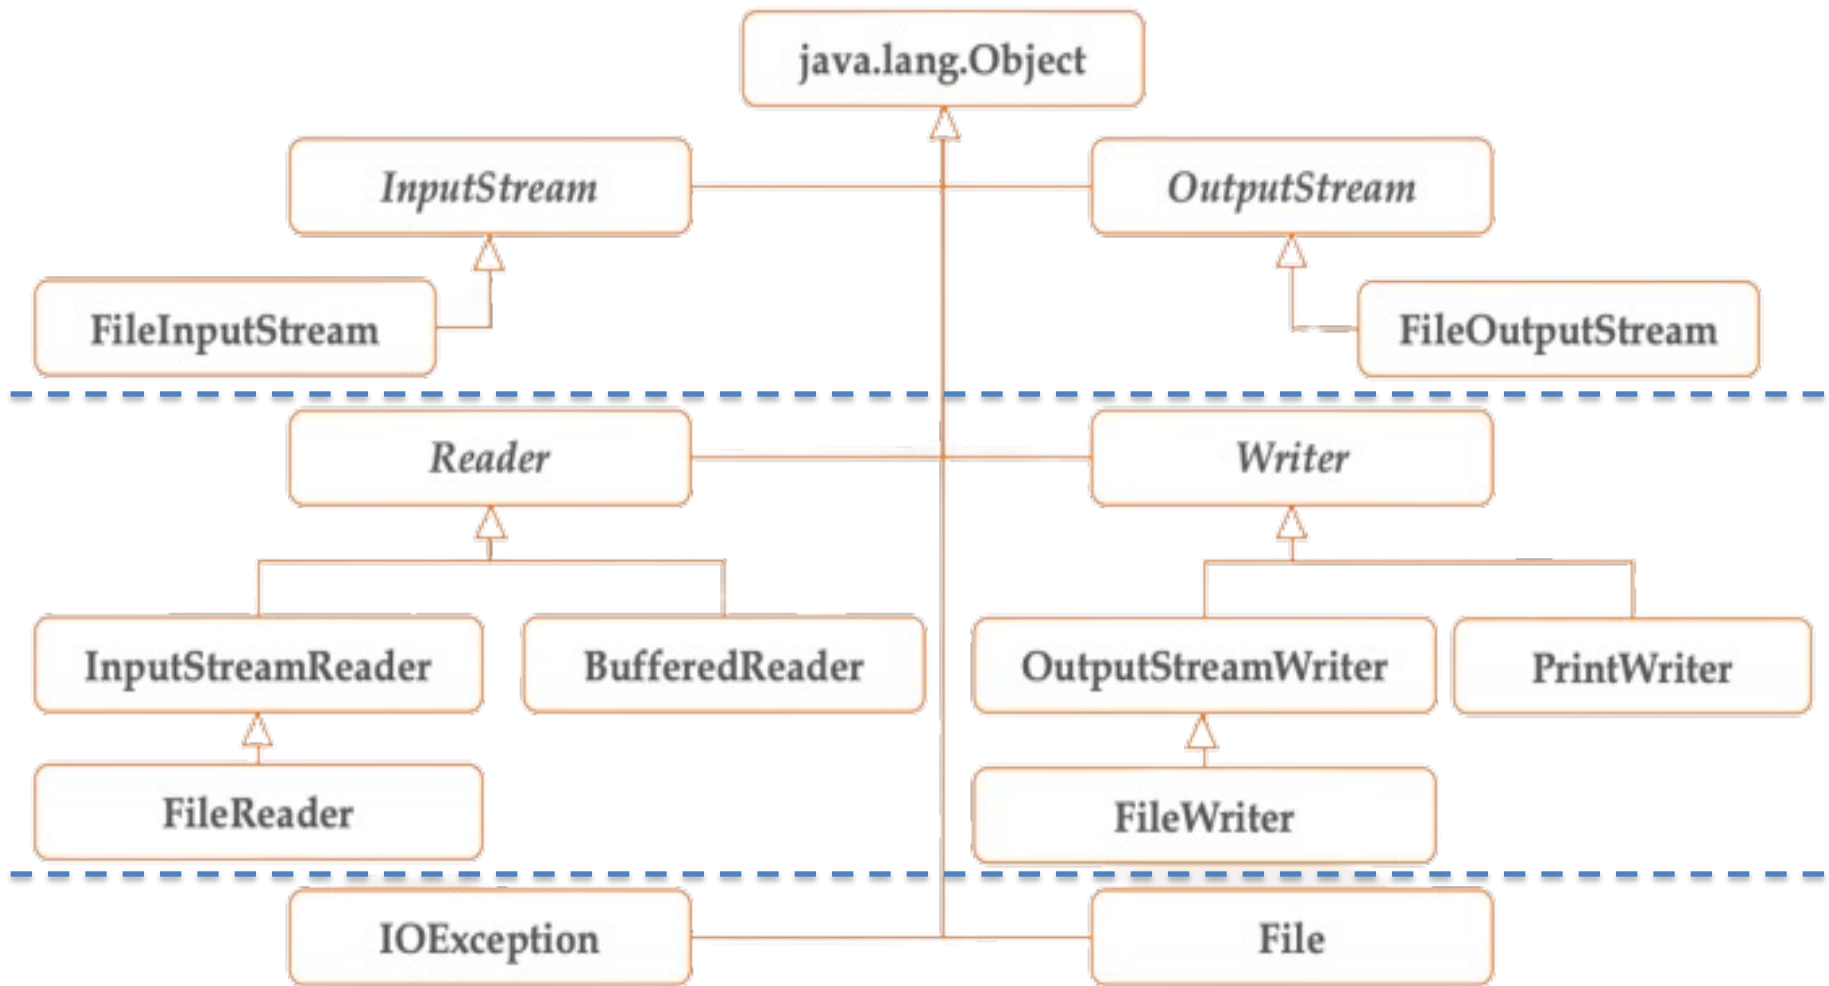 java.lang.Object
InputStream
OutputStream
FileInputStream
FileOutputStream
Reader
Writer
InputStreamReader
BufferedReader
OutputStreamWriter
PrintWriter
FileReader
FileWriter
IOException
File